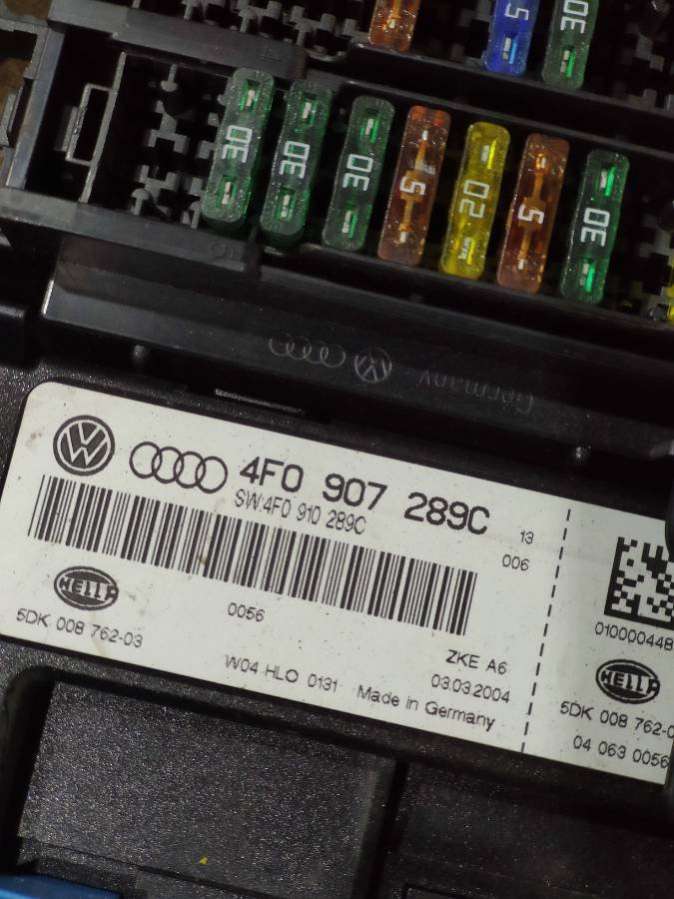 5
30
30
30
30
5
20
5
30
Germany
4F0 907 289C
SW:4F0 910 289C
13
006
HELLA
0056
5DK 008 762-03
ZKE A6
W04 HLO 0131
03.03.2004
Made in Germany
010000448
HELLA
5DK 008 762-0
04 063 0056